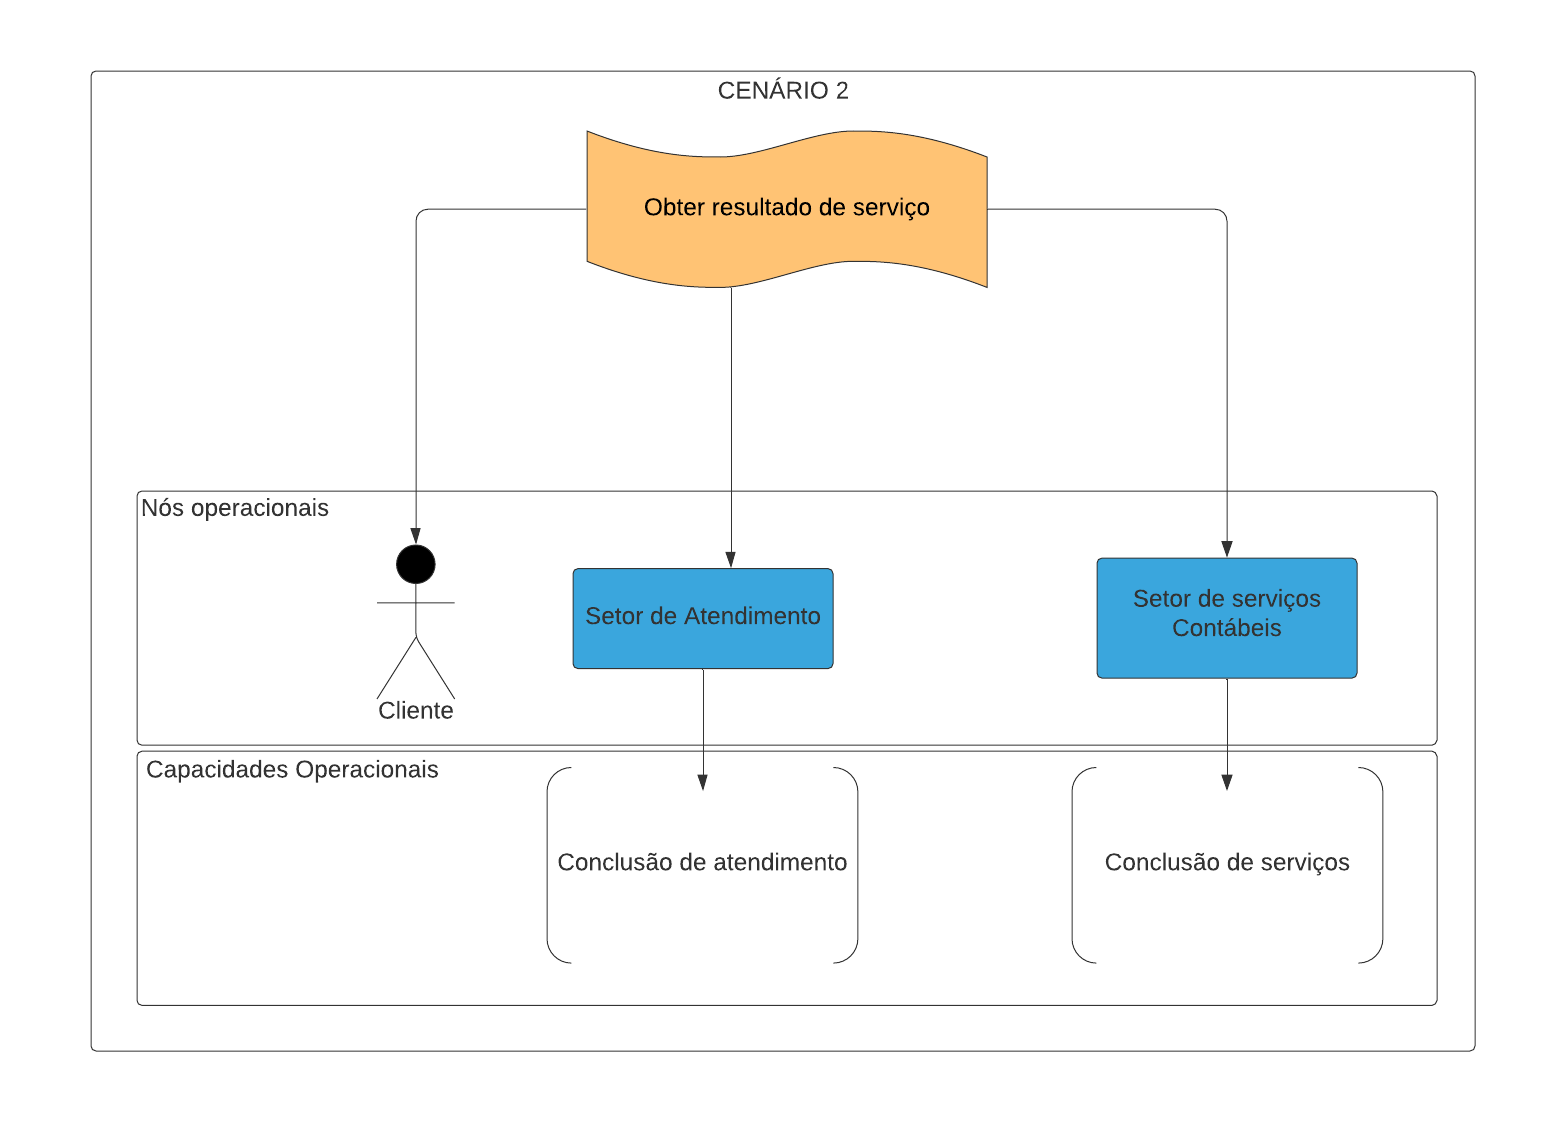 CENÁRIO 2
Obter resultado de serviço
Nós operacionais
Cliente
Setor de Atendimento
Setor de serviços
Contábeis
Capacidades Operacionais
Conclusão de atendimento
Conclusão de serviços